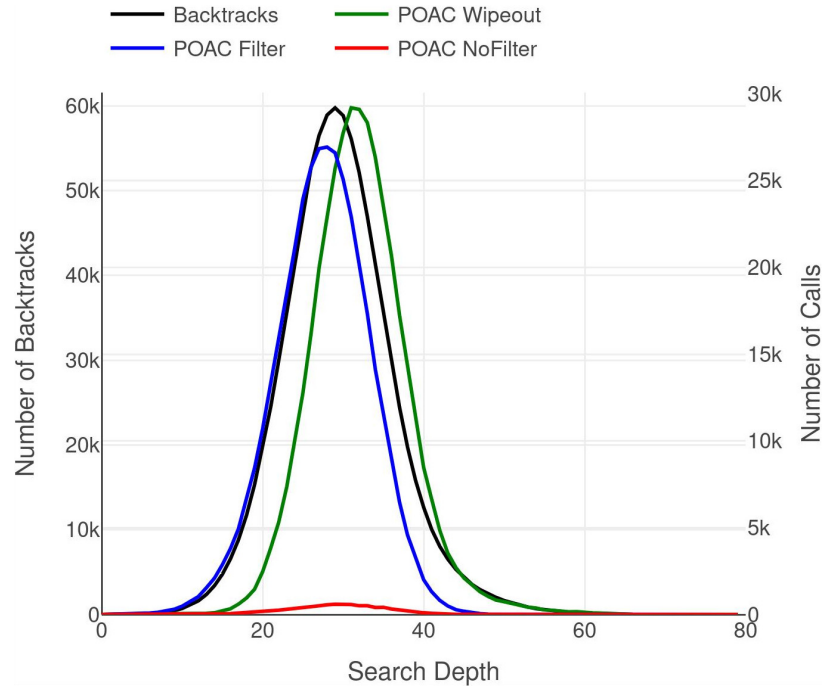 Backtracks
POAC Wipeout
POAC Filter
POAC NoFilter
60k
50k
40k
30k
20k
10k
0
30k
25k
20k
15k
10k
5k
0
0
20
40
60
80
Number of Backtracks
Number of Calls
Search Depth